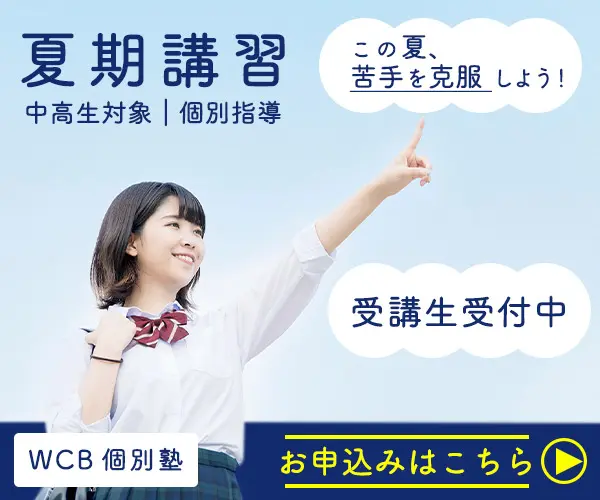 夏期講習
中高生対象｜個別指導
この夏、
苦手を克服しよう！
受講生受付中
WCB 個別塾
お申込みはこちら